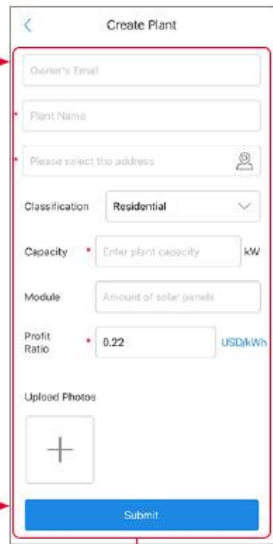 Create Plant
Owner's Email
* Plant Name
* Please select the address
Classification Residential
Capacity * Enter plant capacity kW
Module Amount of solar panels
Profit
Ratio * 0.22 USD/kWh
Upload Photos
Submit